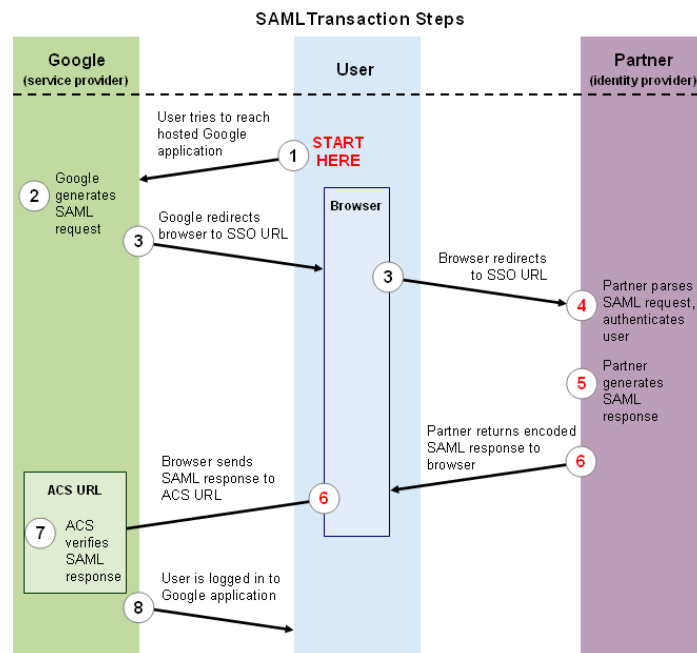 SAMLTransaction Steps
Google
(service provider)
User
Partner
(identity provider)
User tries to reach
hosted Google
application
1
START
HERE
2
Google
generates
SAML
request
Browser
3
Google redirects
browser to SSO URL
3
Browser redirects
to SSO URL
4
Partner parses
SAML request,
authenticates
user
5
Partner
generates
SAML
response
Partner returns encoded
SAML response to
browser
6
Browser sends
SAML response to
ACS URL
6
ACS URL
7
ACS
verifies
SAML
response
8
User is logged in to
Google application